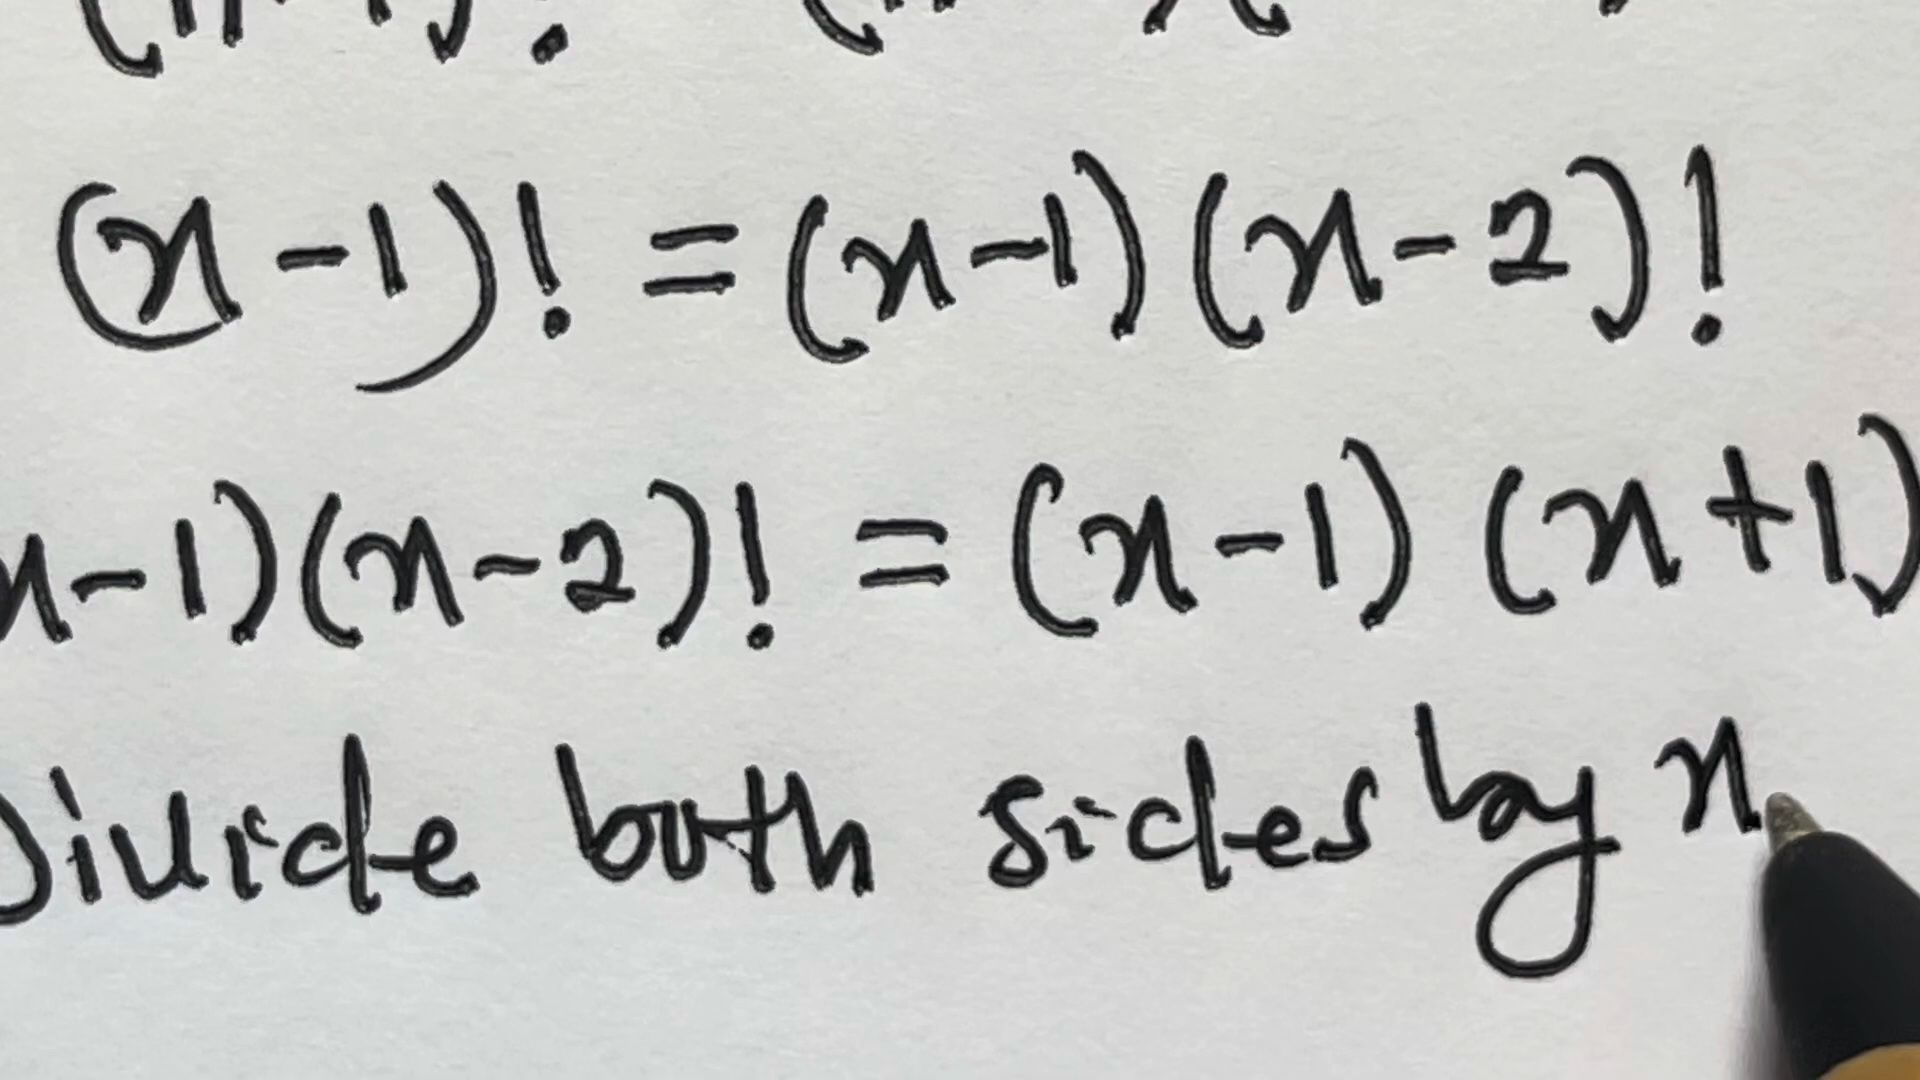 (x-1)! = (x-1)(x-2)!
x-1)(x-2)! = (x-1)(x+1)
Divide both sides by x